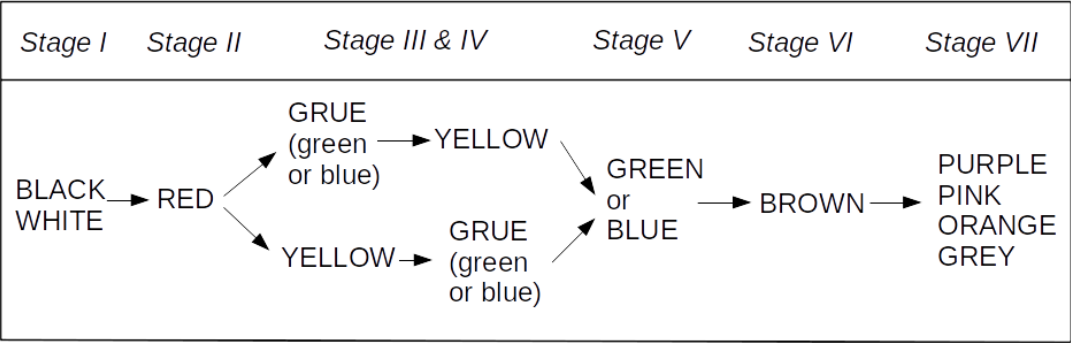 Stage I Stage II Stage III & IV Stage V Stage VI Stage VII
BLACK
WHITE
RED
GRUE
(green
or blue)
YELLOW
YELLOW
GRUE
(green
or blue)
GREEN
or
BLUE
BROWN
PURPLE
PINK
ORANGE
GREY